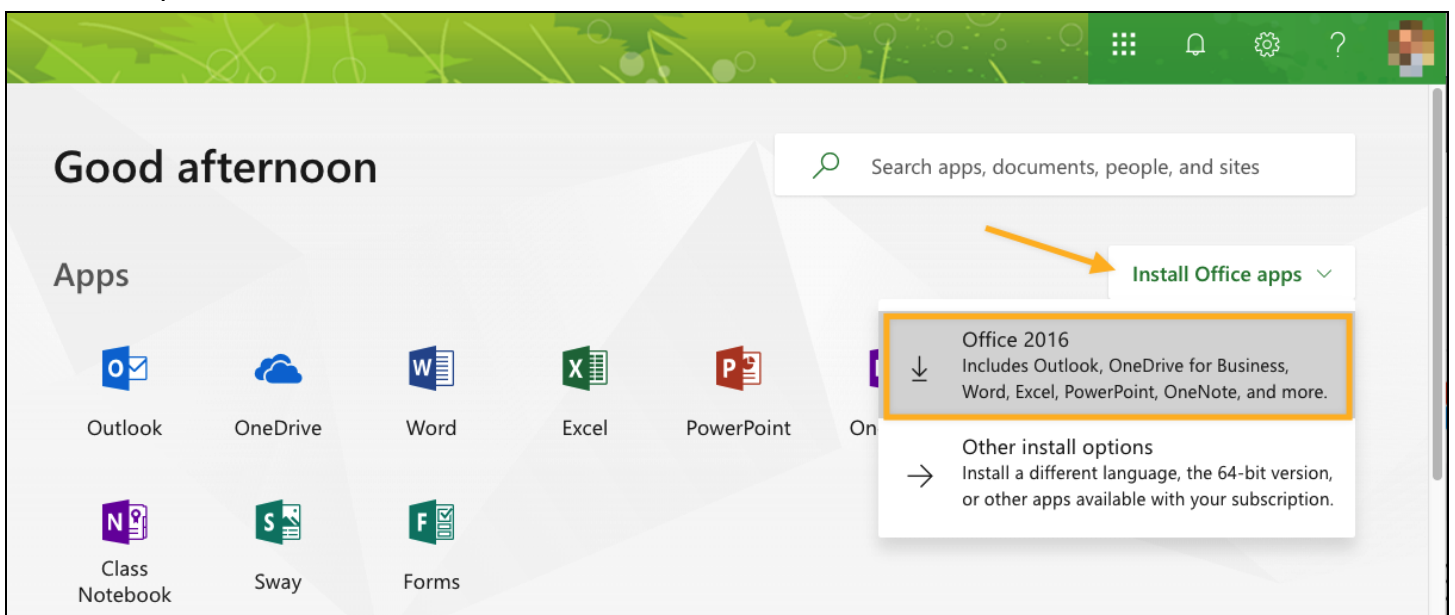 Good afternoon
Search apps, documents, people, and sites
Apps
Install Office apps
Office 2016
Includes Outlook, OneDrive for Business,
Word, Excel, PowerPoint, OneNote, and more.
Outlook
OneDrive
Word
Excel
PowerPoint
On
Other install options
Install a different language, the 64-bit version,
or other apps available with your subscription.
Class
Notebook
Sway
Forms